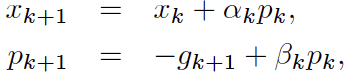 x_{k+1} = x_k + α_k p_k,
p_{k+1} = −g_{k+1} + β_k p_k,